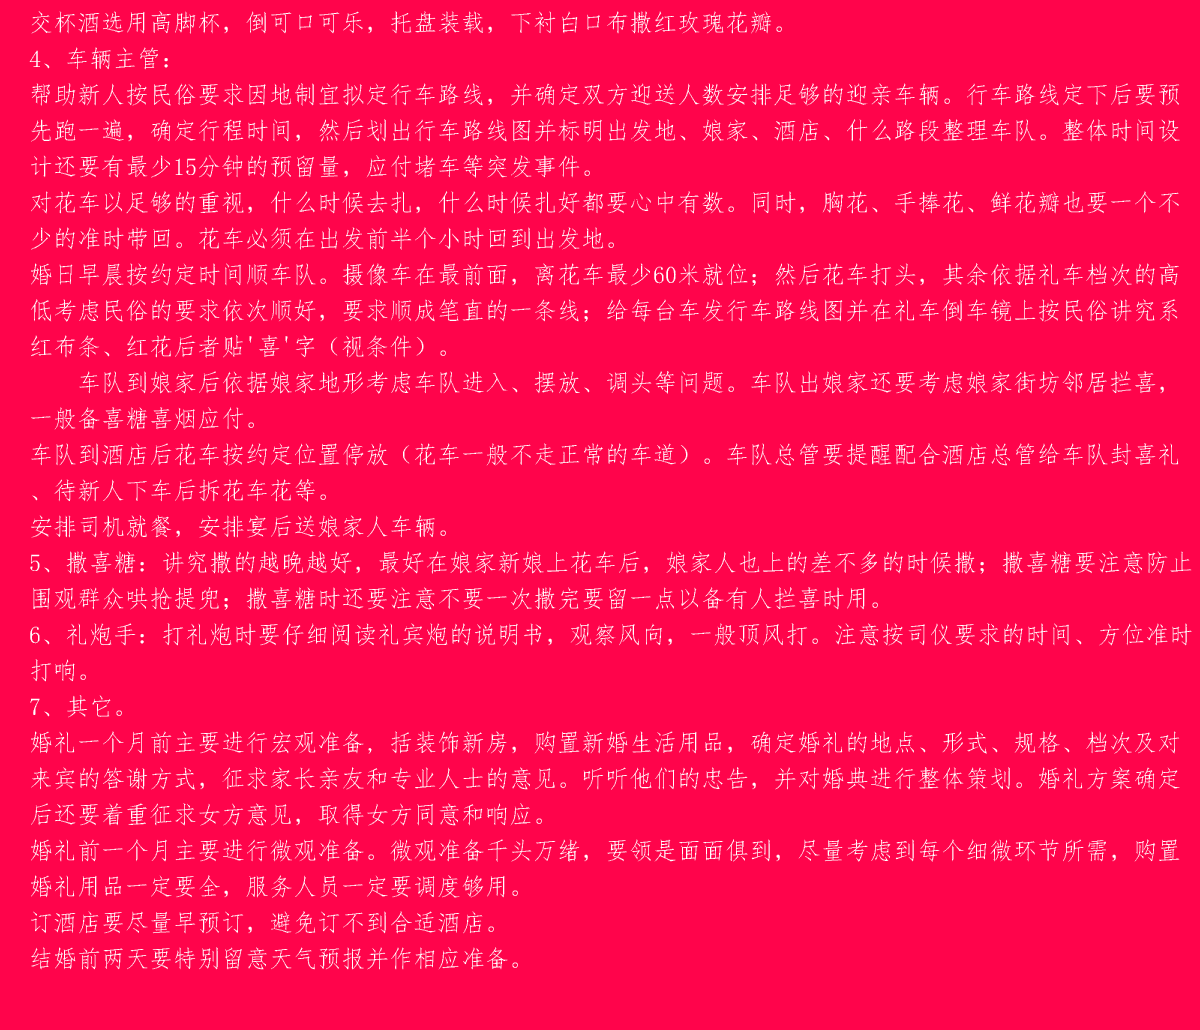 交杯酒选用高脚杯，倒可口可乐，托盘装载，下衬白口布撒红玫瑰花瓣。
4、车辆主管：
帮助新人按民俗要求因地制宜拟定行车路线，并确定双方迎送人数安排足够的迎亲车辆。行车路线定下后要预
先跑一遍，确定行程时间，然后划出行车路线图并标明出发地、娘家、酒店、什么路段整理车队。整体时间设
计还要有最少15分钟的预留量，应付堵车等突发事件。
对花车以足够的重视，什么时候去扎，什么时候扎好都要心中有数。同时，胸花、手捧花、鲜花瓣也要一个不
少的准时带回。花车必须在出发前半个小时回到出发地。
婚日早晨按约定时间顺车队。摄像车在最前面，离花车最少60米就位；然后花车打头，其余依据礼车档次的高
低考虑民俗的要求依次顺好，要求顺成笔直的一条线；给每台车发行车路线图并在礼车倒车镜上按民俗讲究系
红布条、红花后者贴'喜'字（视条件）。
　　车队到娘家后依据娘家地形考虑车队进入、摆放、调头等问题。车队出娘家还要考虑娘家街坊邻居拦喜，
一般备喜糖喜烟应付。
车队到酒店后花车按约定位置停放（花车一般不走正常的车道）。车队总管要提醒配合酒店总管给车队封喜礼
、待新人下车后拆花车花等。
安排司机就餐，安排宴后送娘家人车辆。
5、撒喜糖：讲究撒的越晚越好，最好在娘家新娘上花车后，娘家人也上的差不多的时候撒；撒喜糖要注意防止
围观群众哄抢提兜；撒喜糖时还要注意不要一次撒完要留一点以备有人拦喜时用。
6、礼炮手：打礼炮时要仔细阅读礼宾炮的说明书，观察风向，一般顶风打。注意按司仪要求的时间、方位准时
打响。
7、其它。
婚礼一个月前主要进行宏观准备，括装饰新房，购置新婚生活用品，确定婚礼的地点、形式、规格、档次及对
来宾的答谢方式，征求家长亲友和专业人士的意见。听听他们的忠告，并对婚典进行整体策划。婚礼方案确定
后还要着重征求女方意见，取得女方同意和响应。
婚礼前一个月主要进行微观准备。微观准备千头万绪，要领是面面俱到，尽量考虑到每个细微环节所需，购置
婚礼用品一定要全，服务人员一定要调度够用。
订酒店要尽量早预订，避免订不到合适酒店。
结婚前两天要特别留意天气预报并作相应准备。